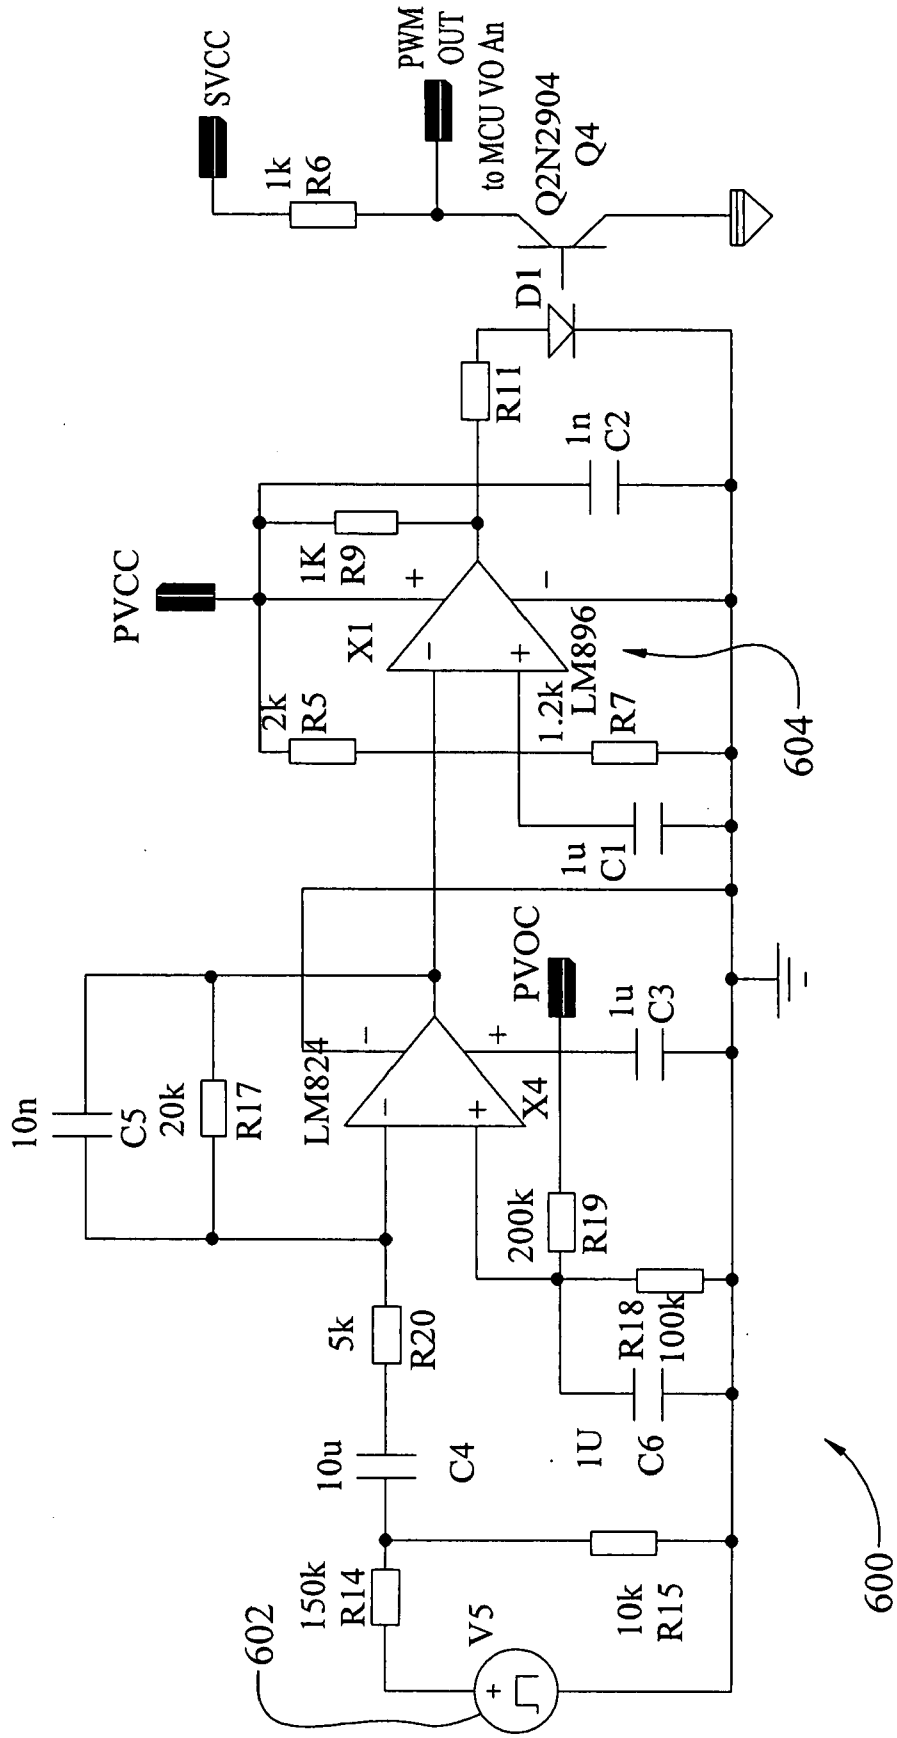 SVCC
1k
R6
PWM
OUT
to MCU VO An
Q2N2904
Q4
D1
R11
1n
C2
PVCC
1K
R9
+
−
X1
−
+
LM896
2k
R5
1.2k
R7
604
1u
C1
PVOC
1u
C3
10n
C5
20k
R17
LM824
−
+
−
+
X4
200k
R19
R18
100k
5k
R20
10u
C4
1U
C6
150k
R14
10k
R15
V5
+
602
600